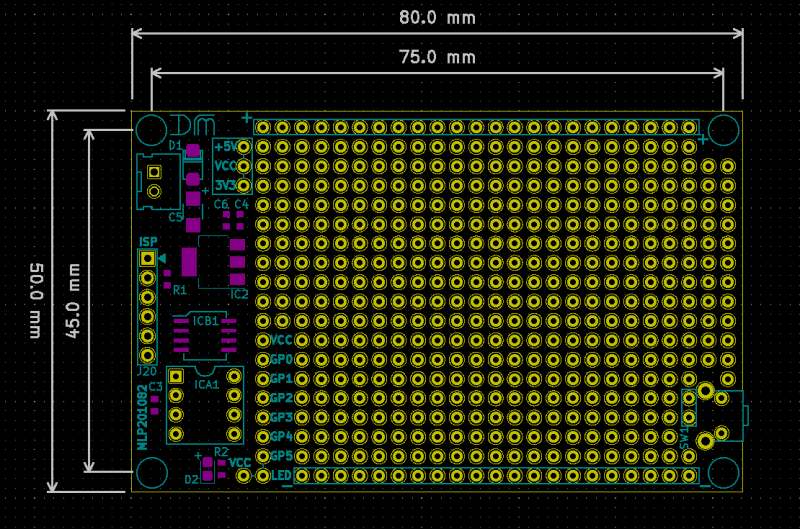 80.0 mm
75.0 mm
50.0 mm
45.0 mm
DM
+
D1
+5V
VCC
3V3
+
+
C5
C6 C4
ISP
R1
IC2
ICB1
VCC
GP0
J20
GP1
C3
ICA1
GP2
MLP201082
GP3
SW1
GP4
GP5
R2
+
VCC
D2
LED
−
−